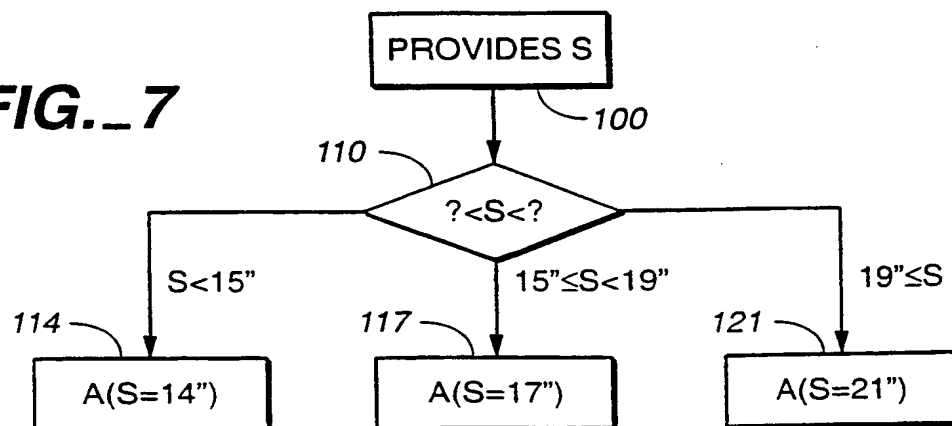 PROVIDES S
FIG._7
100
110
?<S<?
S<15”
15”≤S<19”
19”≤S
114
117
121
A(S=14”)
A(S=17”)
A(S=21”)